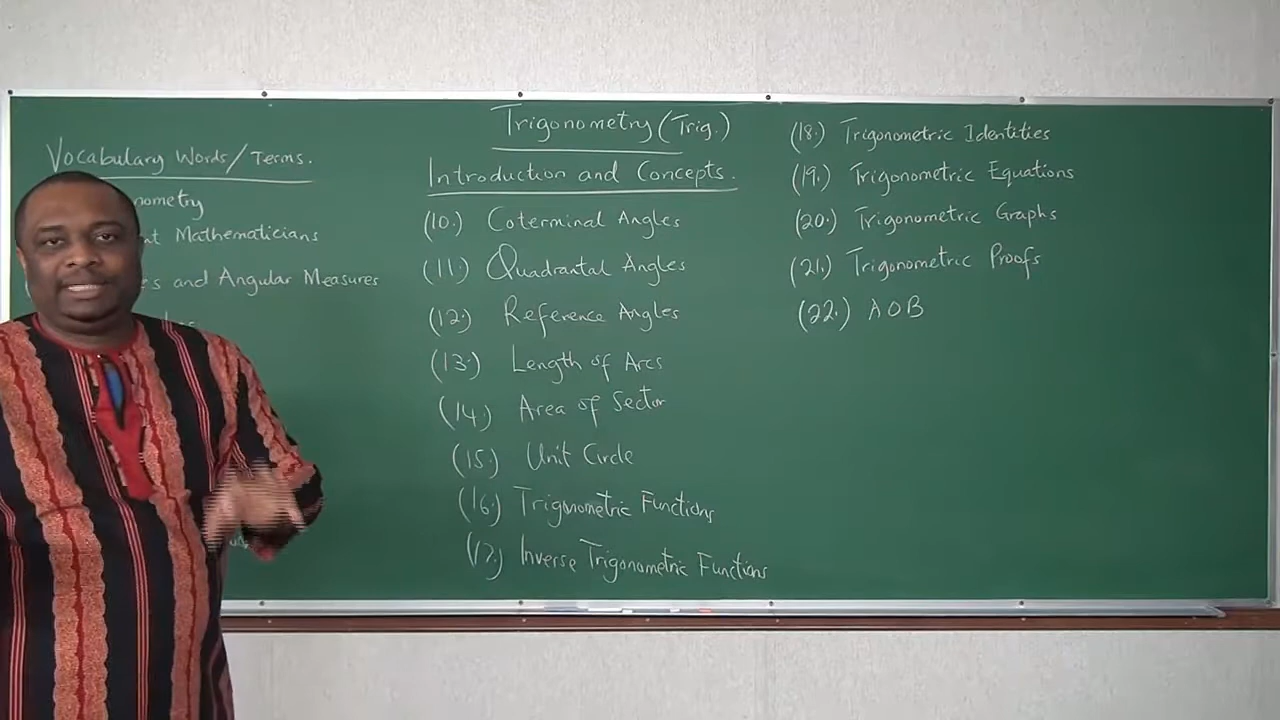 Vocabulary Words/Terms.
nometry
nt Mathematicians
es and Angular Measures
Trigonometry (Trig.)
Introduction and Concepts.
(10.) Coterminal Angles
(11.) Quadrantal Angles
(12.) Reference Angles
(13.) Length of Arcs
(14.) Area of Sector
(15.) Unit Circle
(16.) Trigonometric Functions
(17.) Inverse Trigonometric Functions
(18.) Trigonometric Identities
(19.) Trigonometric Equations
(20.) Trigonometric Graphs
(21.) Trigonometric Proofs
(22.) AOB